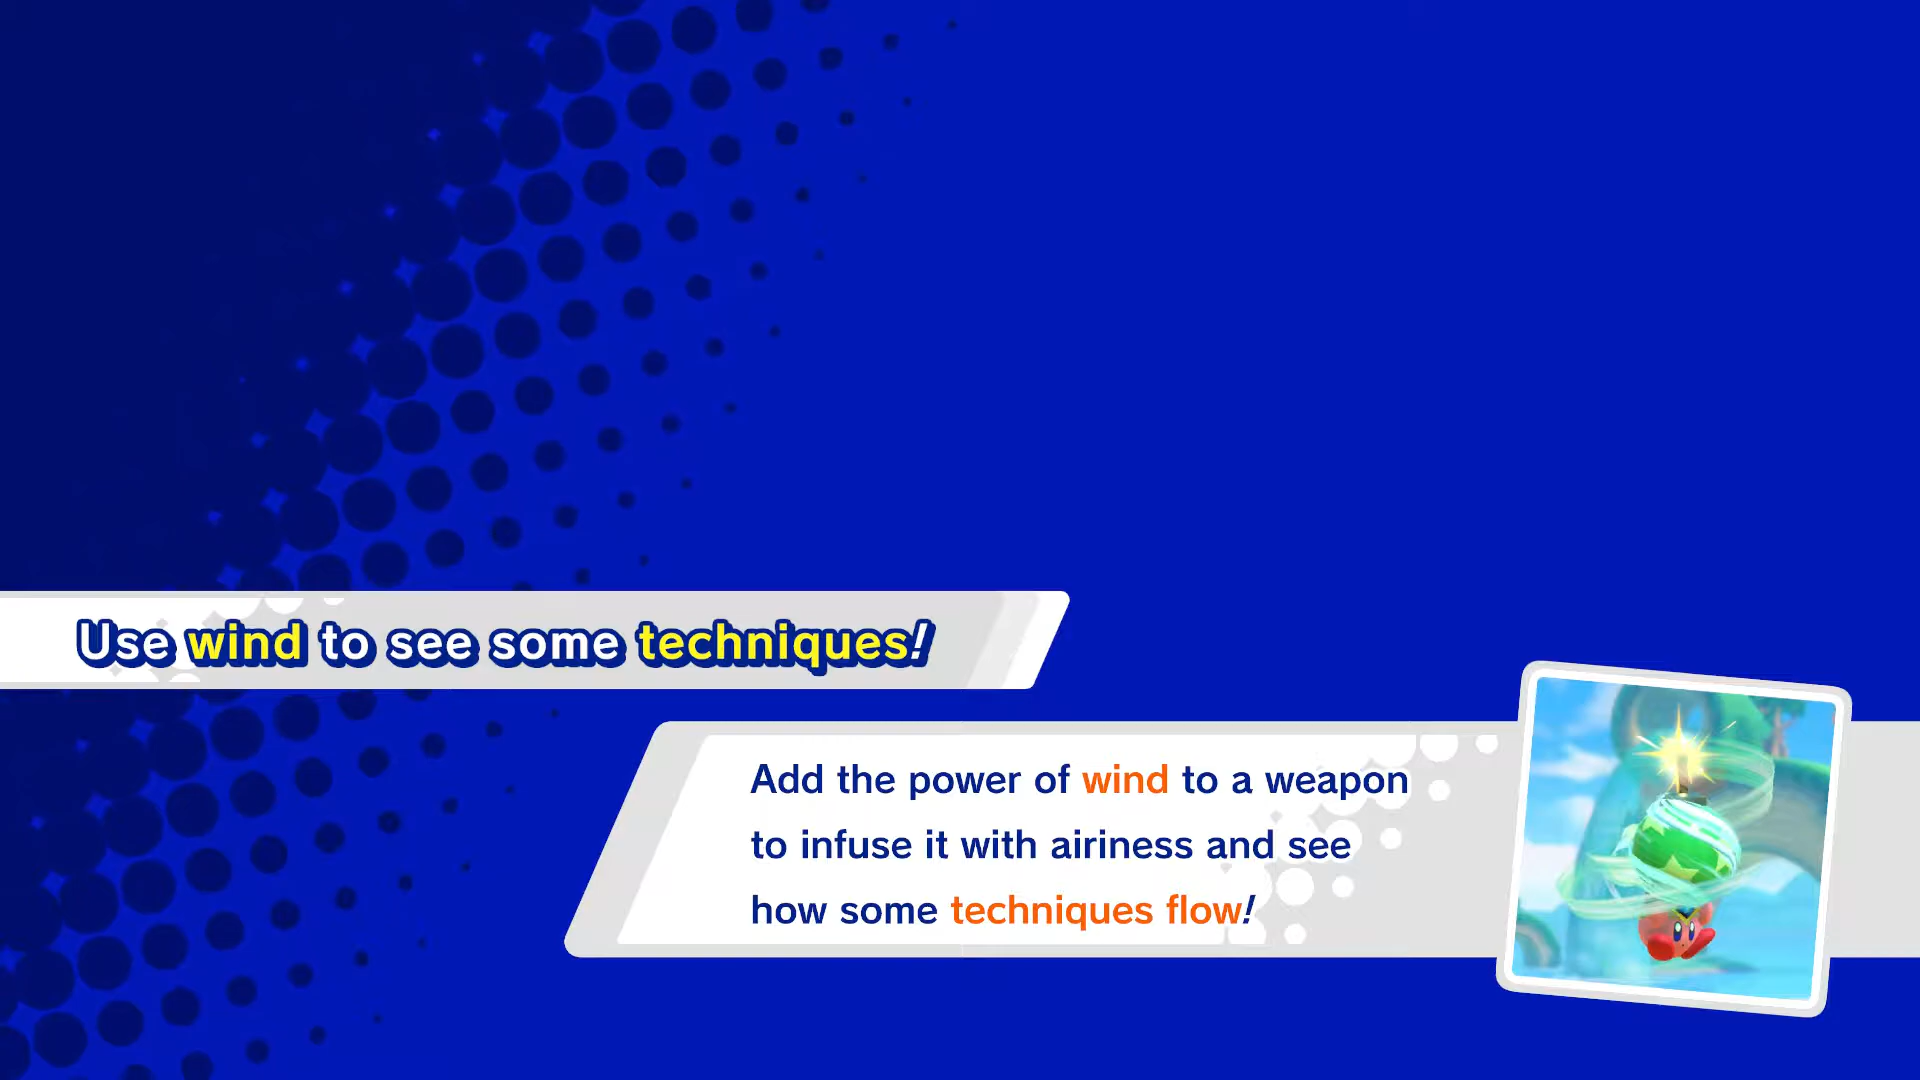 Use wind to see some techniques!
Add the power of wind to a weapon
to infuse it with airiness and see
how some techniques flow!